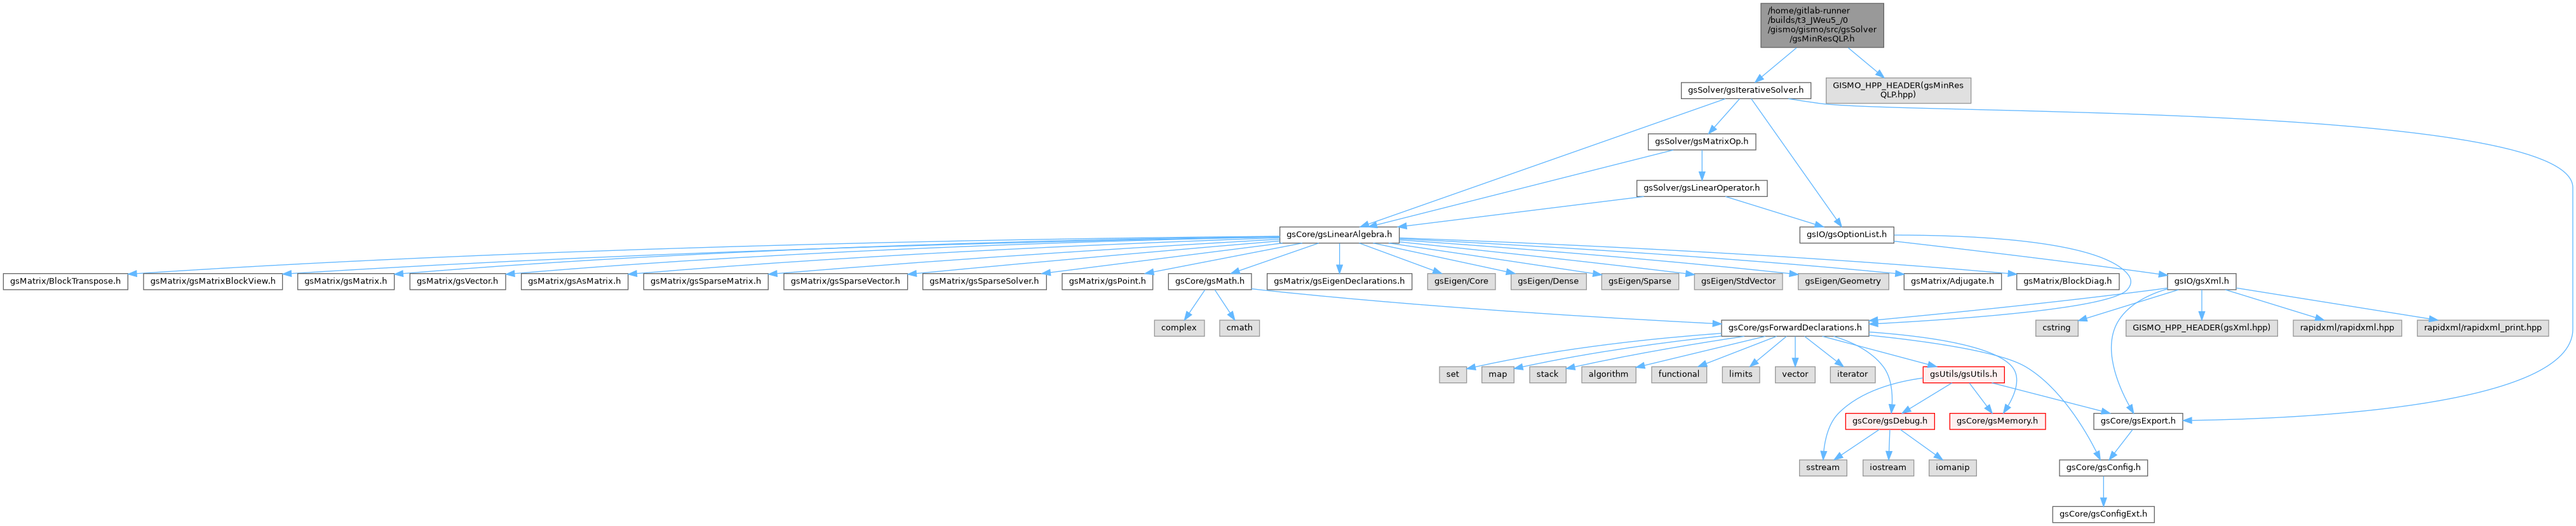 /home/gitlab-runner
/builds/t3_JWeu5_/0
/gismo/gismo/src/gsSolver
/gsMinResQLP.h
gsSolver/gsIterativeSolver.h
GISMO_HPP_HEADER(gsMinRes
QLP.hpp)
gsSolver/gsMatrixOp.h
gsSolver/gsLinearOperator.h
gsCore/gsLinearAlgebra.h
gsIO/gsOptionList.h
gsMatrix/BlockTranspose.h
gsMatrix/gsMatrixBlockView.h
gsMatrix/gsMatrix.h
gsMatrix/gsVector.h
gsMatrix/gsAsMatrix.h
gsMatrix/gsSparseMatrix.h
gsMatrix/gsSparseVector.h
gsMatrix/gsSparseSolver.h
gsMatrix/gsPoint.h
gsCore/gsMath.h
gsMatrix/gsEigenDeclarations.h
gsEigen/Core
gsEigen/Dense
gsEigen/Sparse
gsEigen/StdVector
gsEigen/Geometry
gsMatrix/Adjugate.h
gsMatrix/BlockDiag.h
gsIO/gsXml.h
complex
cmath
gsCore/gsForwardDeclarations.h
cstring
GISMO_HPP_HEADER(gsXml.hpp)
rapidxml/rapidxml.hpp
rapidxml/rapidxml_print.hpp
set
map
stack
algorithm
functional
limits
vector
iterator
gsUtils/gsUtils.h
gsCore/gsDebug.h
gsCore/gsMemory.h
gsCore/gsExport.h
sstream
iostream
iomanip
gsCore/gsConfig.h
gsCore/gsConfigExt.h